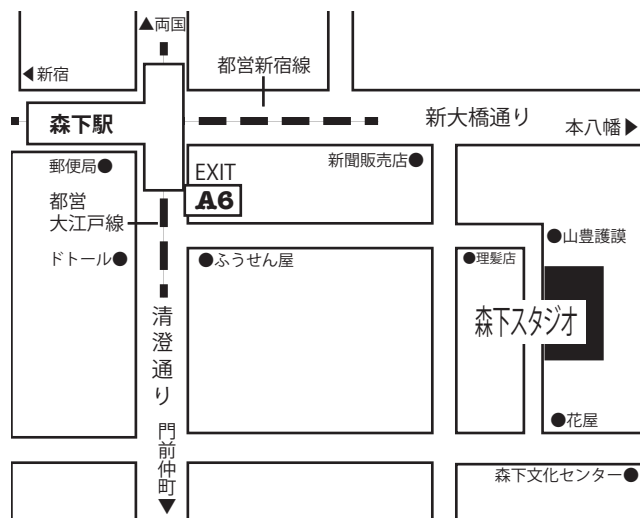 ▲両国
◀新宿
都営新宿線
森下駅
新大橋通り
本八幡▶
郵便局●
EXIT
A6
新聞販売店●
都営
大江戸線
●山豊護膜
ドトール●
●ふうせん屋
●理髪店
森下スタジオ
清澄通り
●花屋
門前仲町▼
森下文化センター●